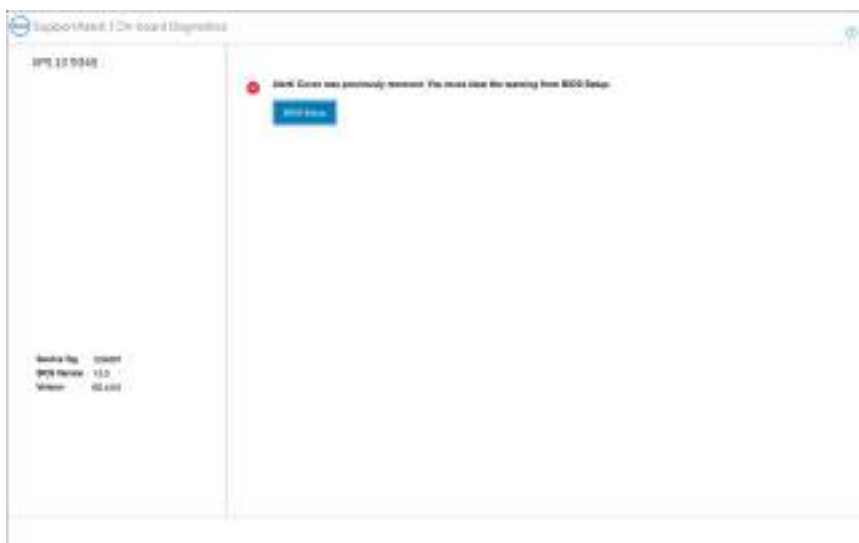 SupportAssist | On-board Diagnostics
XPS 13
Alert! Cover was previously removed. You must clear the warning from BIOS Setup.
BIOS Setup
Service Tag
BIOS Version
Version